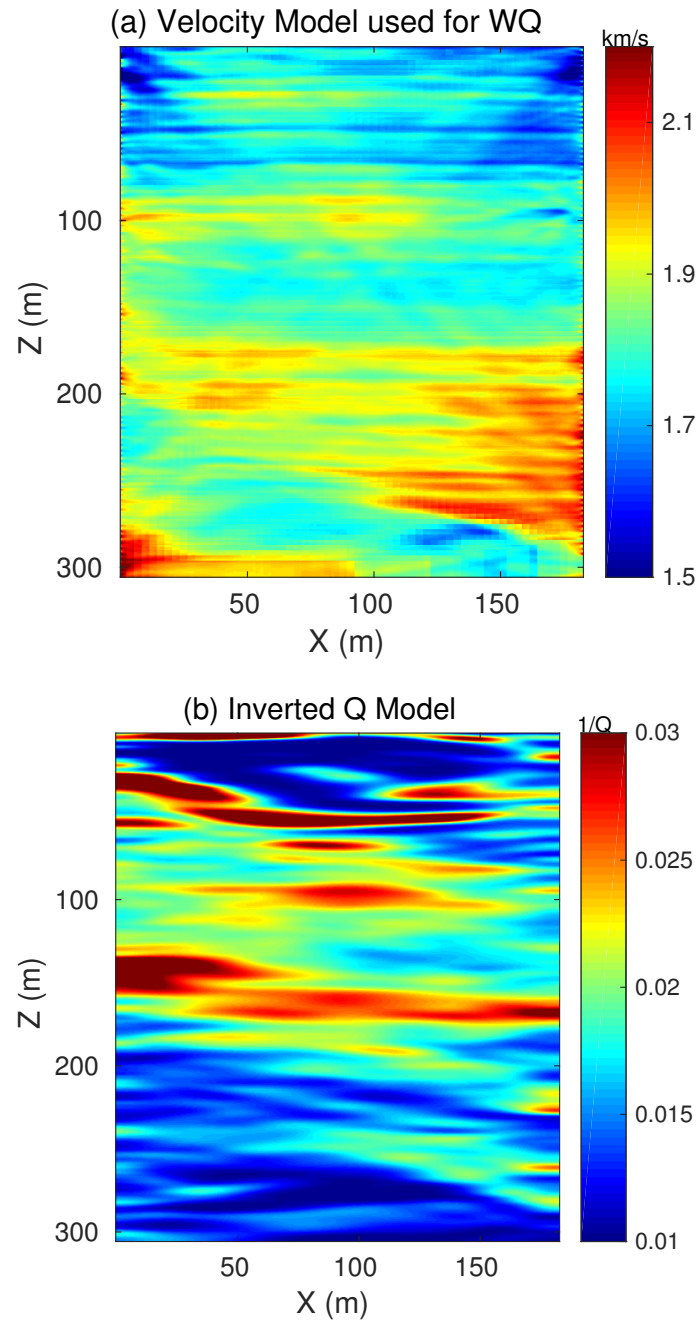 (a) Velocity Model used for WQ
km/s
2.1
100
1.9
Z (m)
200
1.7
300
1.5
50 100 150
X (m)
(b) Inverted Q Model
1/Q
0.03
0.025
100
0.02
Z (m)
200
0.015
300
0.01
50 100 150
X (m)